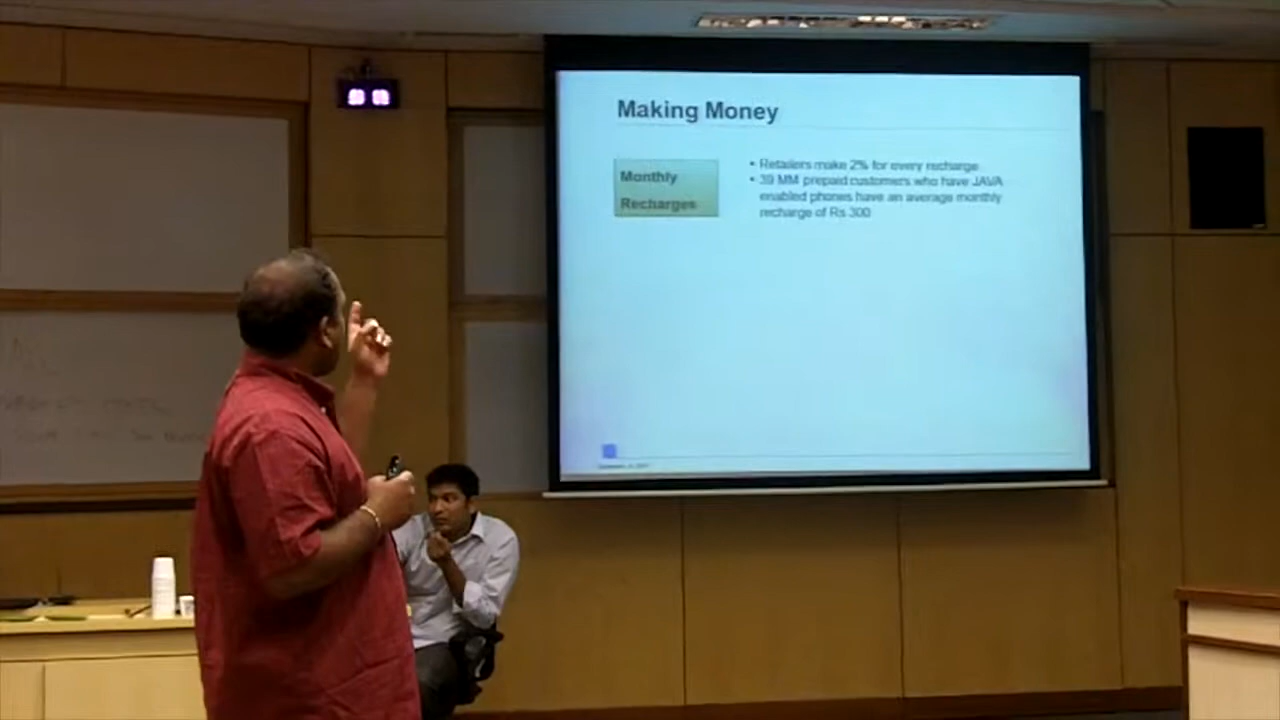 Making Money
Monthly
Recharges
• Retailers make 2% for every recharge
• 39 MM prepaid customers who have JAVA
enabled phones have an average monthly
recharge of Rs 300